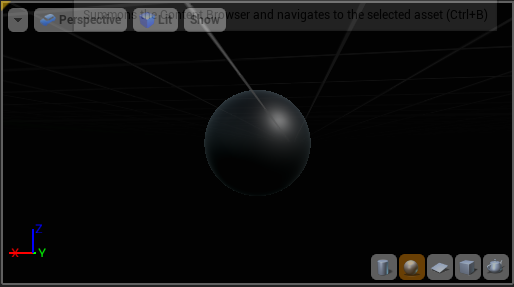 Summons the Content Browser and navigates to the selected asset (Ctrl+B)
Perspective Lit Show
Z
X Y